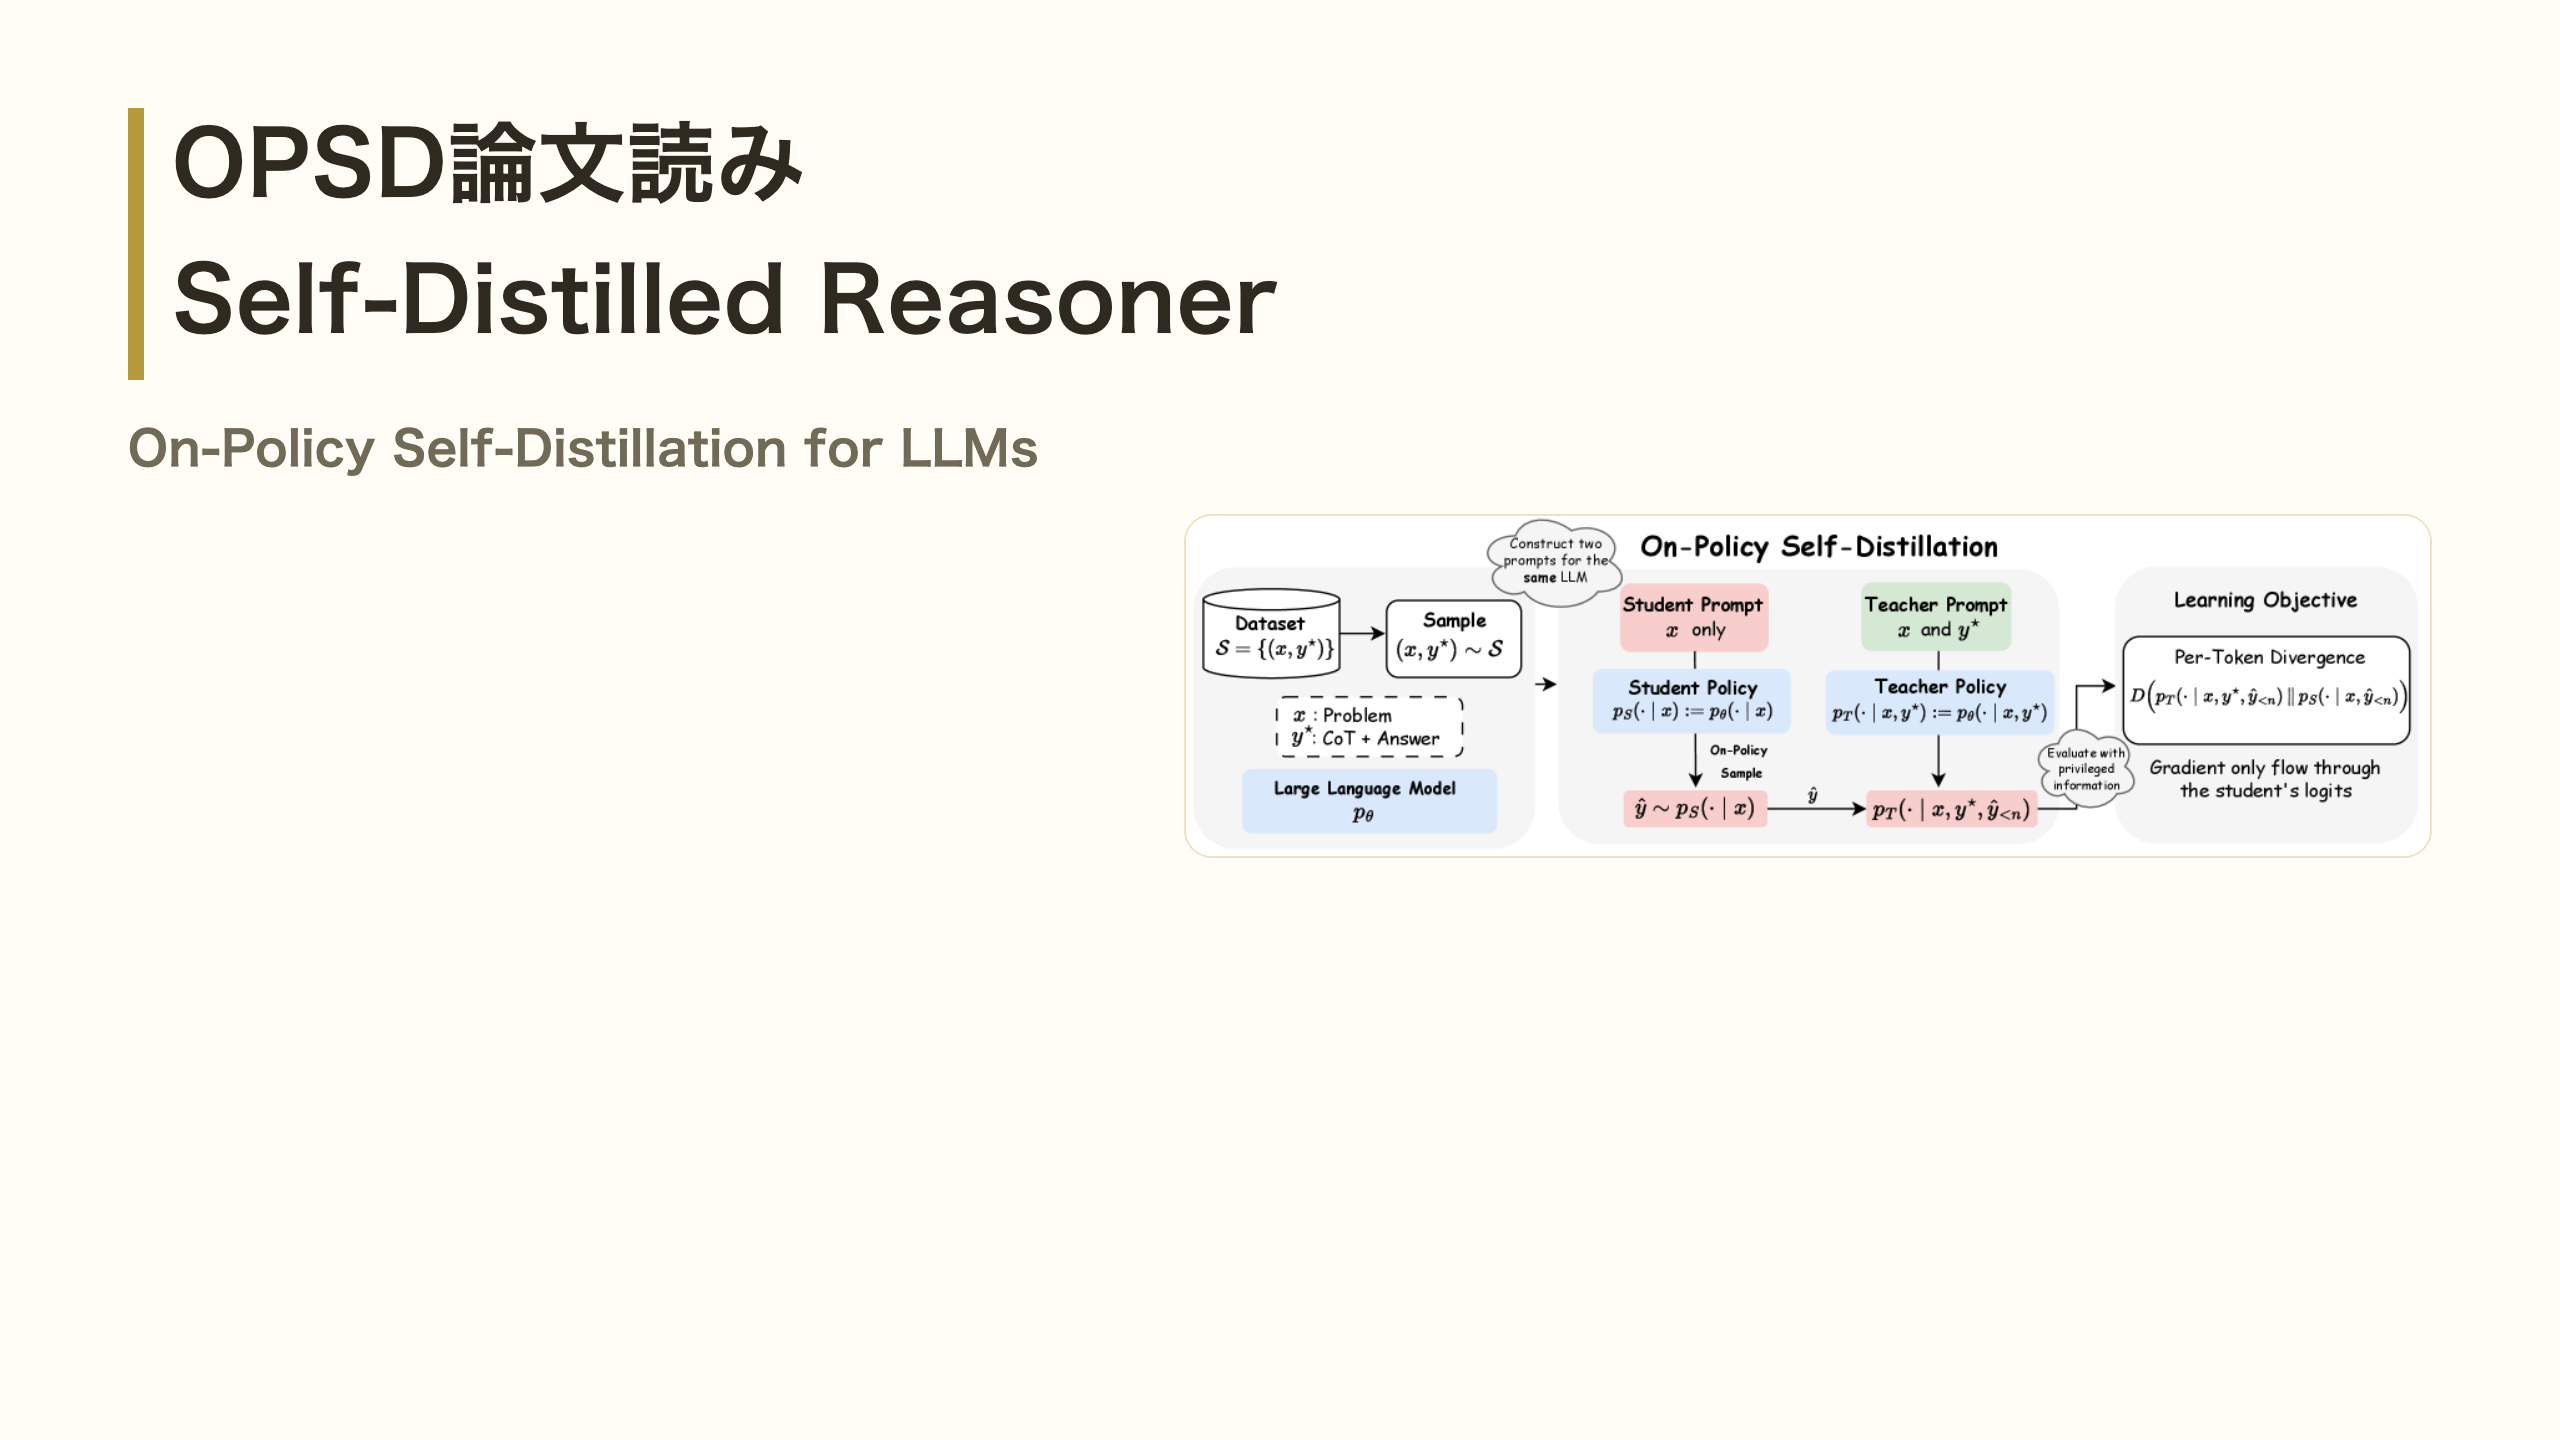 OPSD論文読み
Self-Distilled Reasoner
On-Policy Self-Distillation for LLMs
Construct two
prompts for the
same LLM
On-Policy Self-Distillation
Dataset
𝒮 = {(x, y⋆)}
Sample
(x, y⋆) ∼ 𝒮
x : Problem
y⋆: CoT + Answer
Large Language Model
pθ
Student Prompt
x only
Teacher Prompt
x and y⋆
Student Policy
pS(· | x) := pθ(· | x)
Teacher Policy
pT(· | x, y⋆) := pθ(· | x, y⋆)
On-Policy
Sample
ŷ ∼ pS(· | x)
ŷ
pT(· | x, y⋆, ŷ<n)
Evaluate with
privileged
information
Learning Objective
Per-Token Divergence
D(pT(· | x, y⋆, ŷ<n) ∥ pS(· | x, ŷ<n))
Gradient only flow through
the student's logits